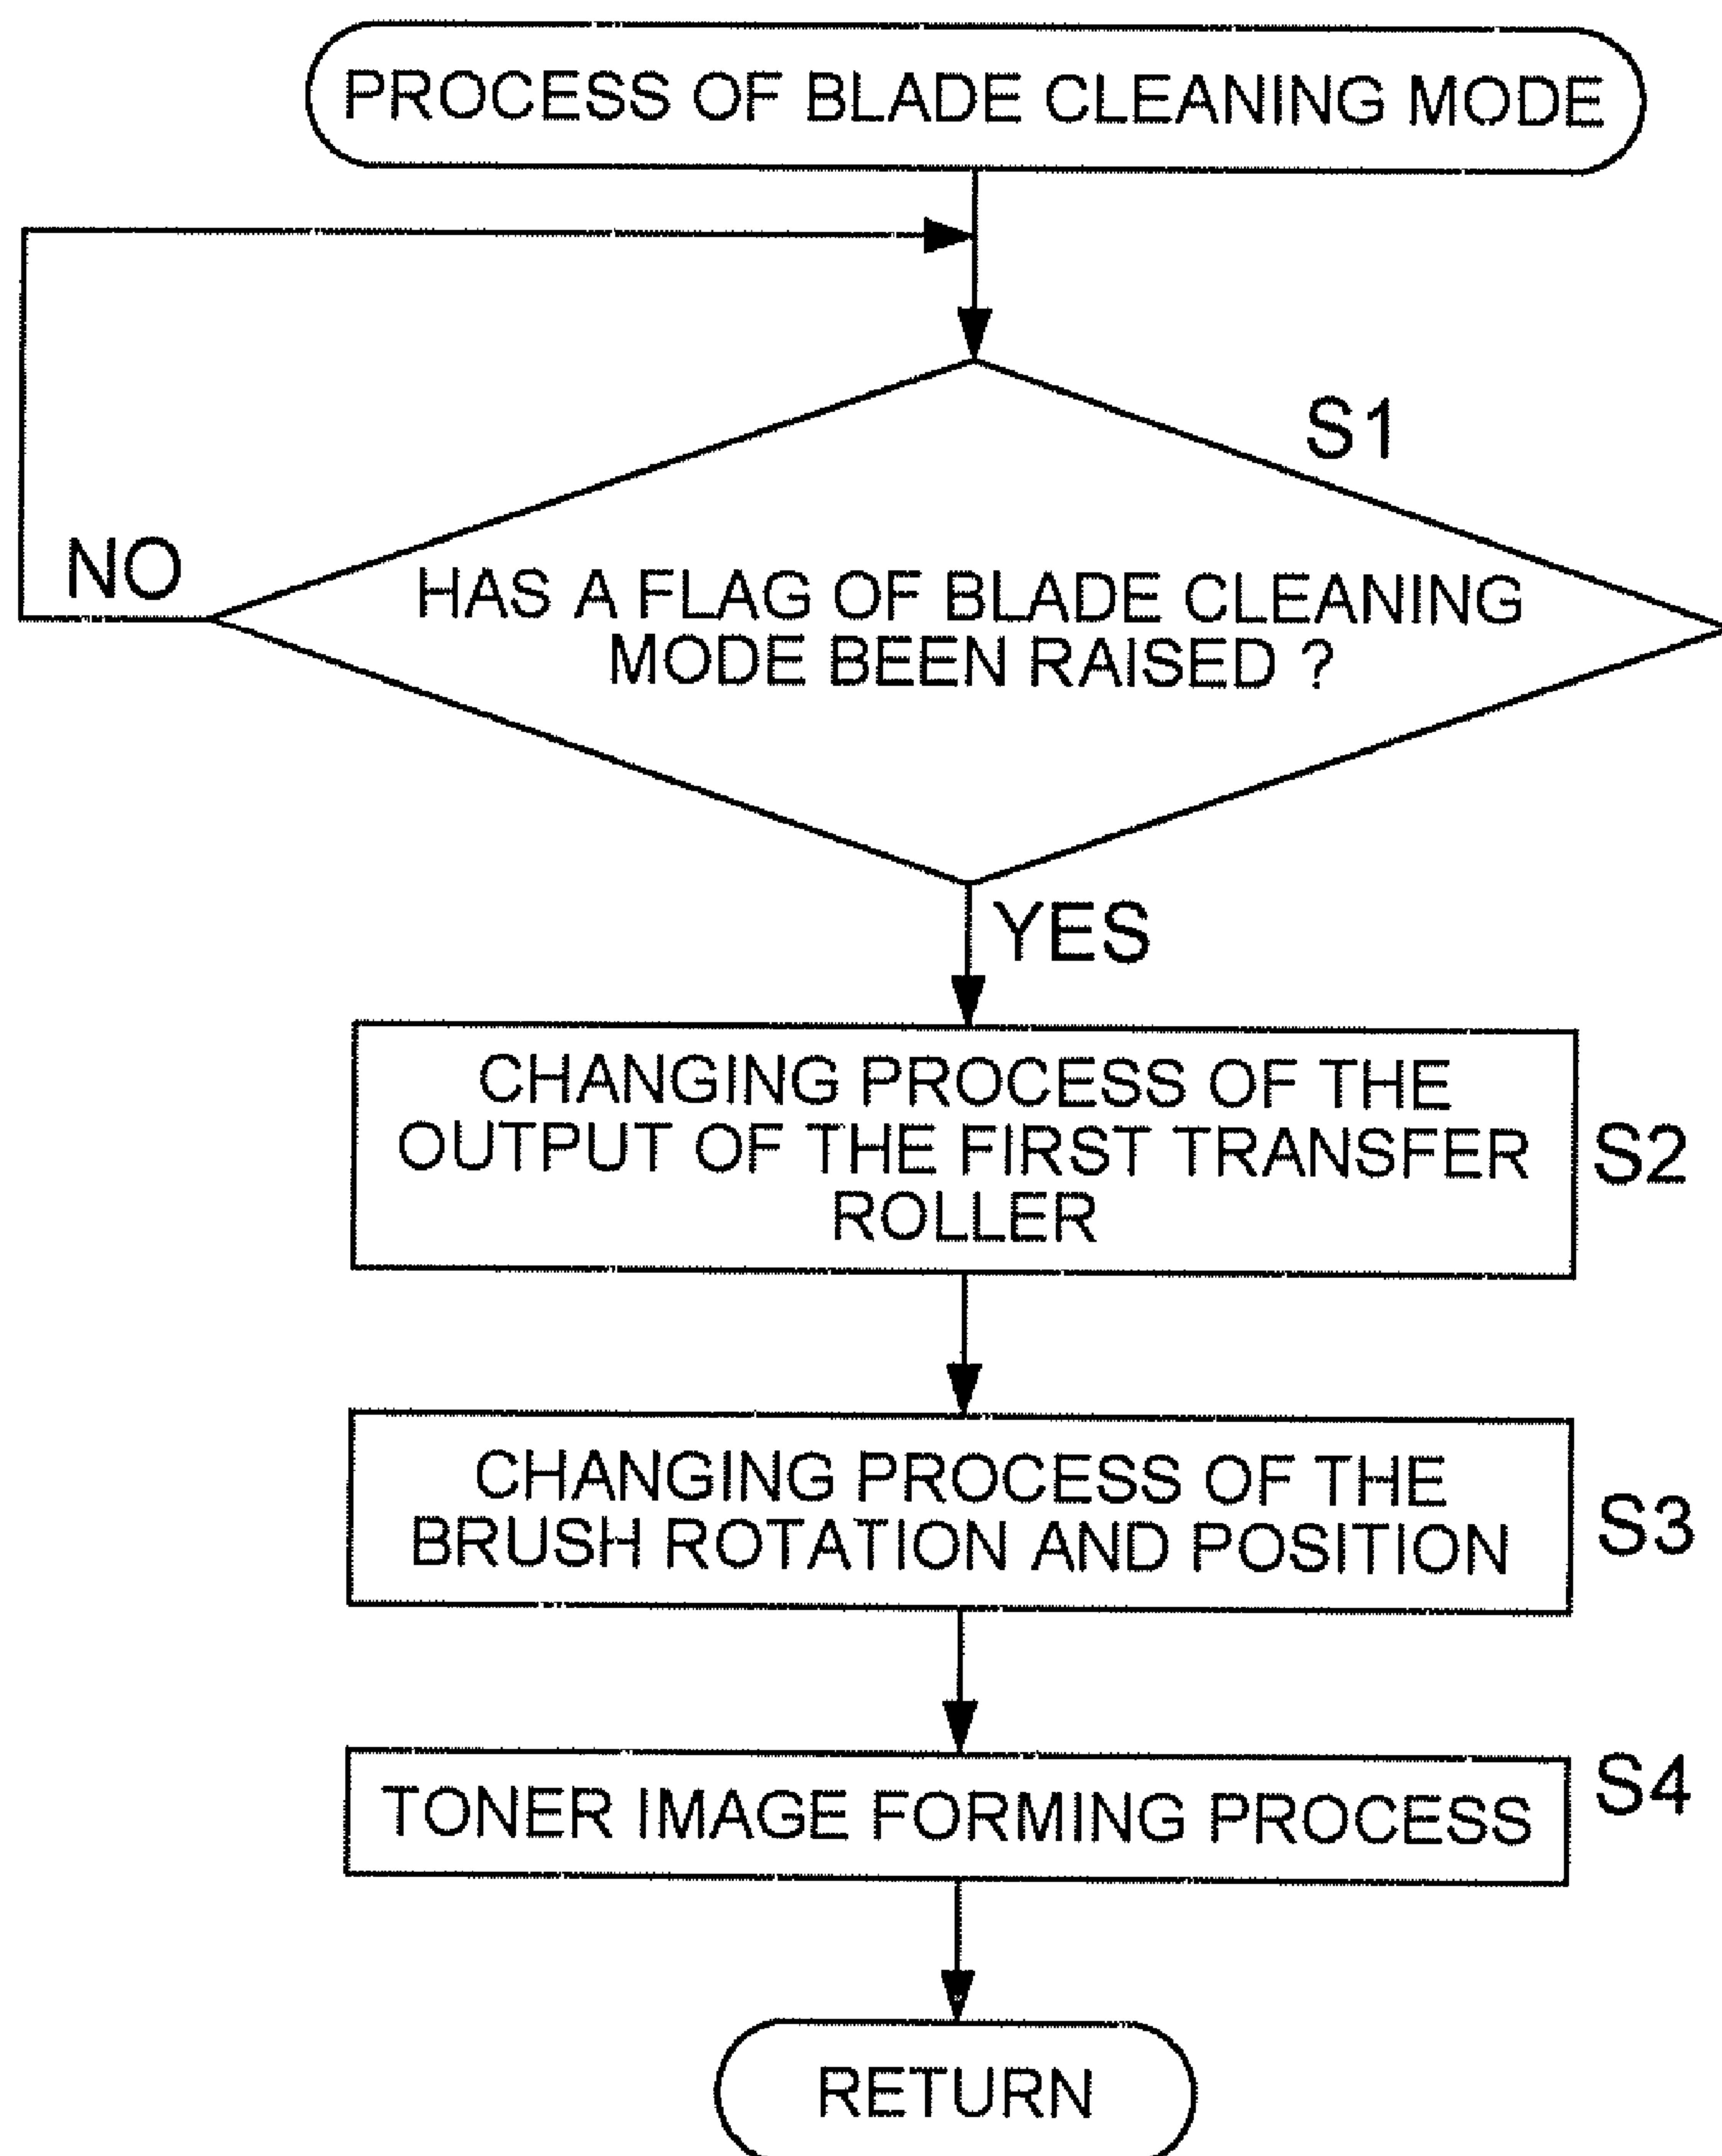 PROCESS OF BLADE CLEANING MODE
S1
NO
HAS A FLAG OF BLADE CLEANING
MODE BEEN RAISED ?
YES
CHANGING PROCESS OF THE
OUTPUT OF THE FIRST TRANSFER
ROLLER
S2
CHANGING PROCESS OF THE
BRUSH ROTATION AND POSITION
S3
TONER IMAGE FORMING PROCESS
S4
RETURN